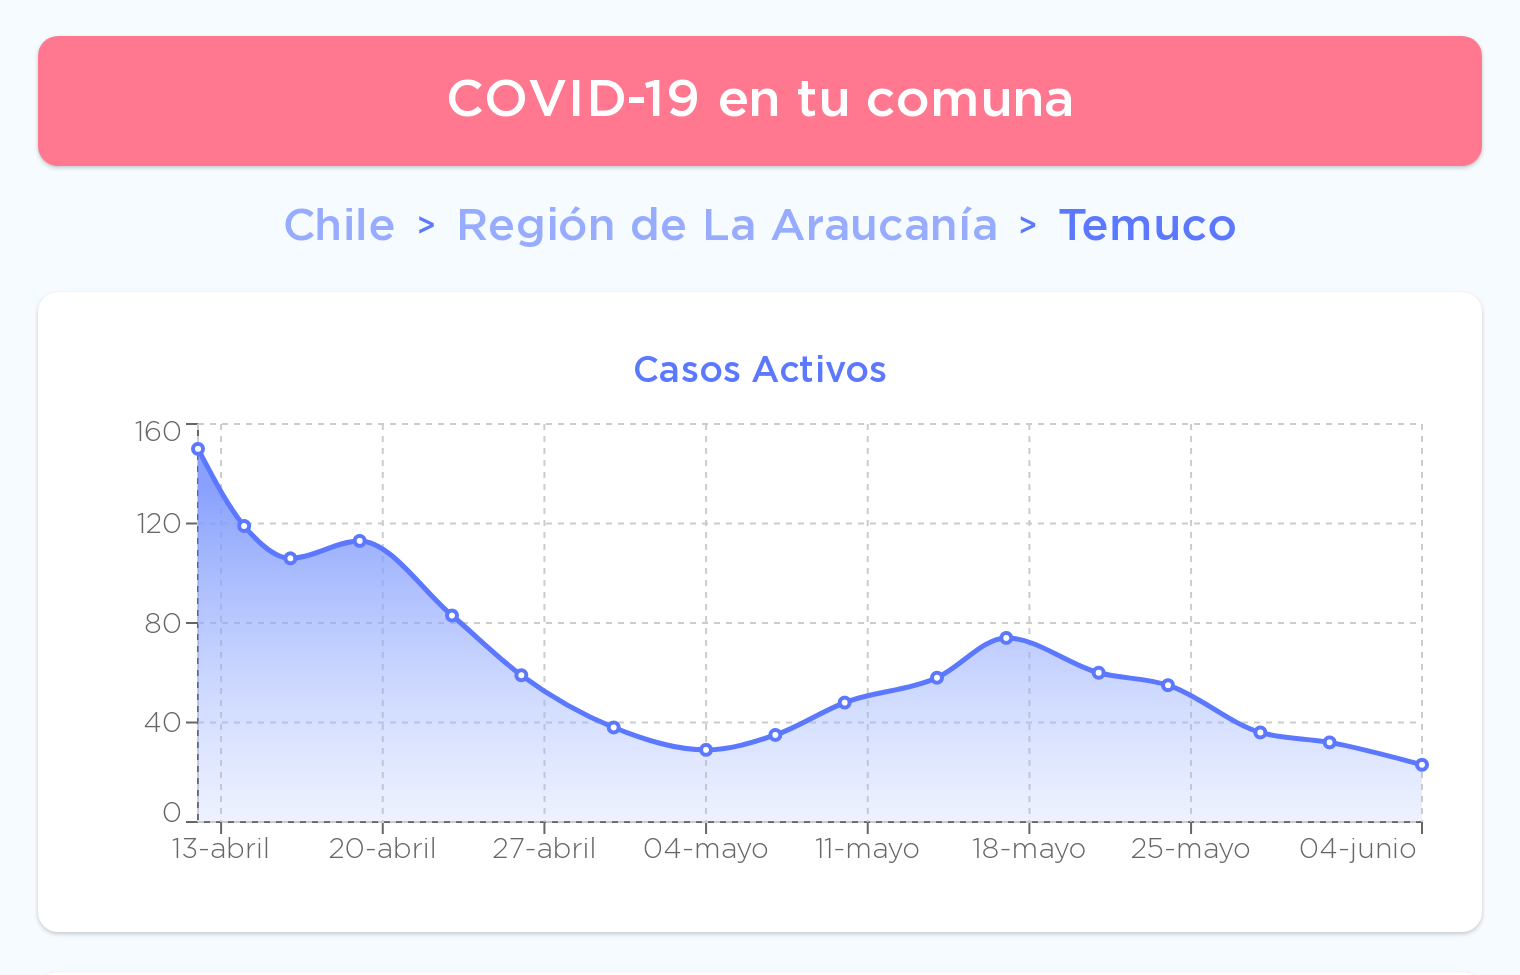 COVID-19 en tu comuna
Chile > Región de La Araucanía > Temuco
Casos Activos
160
120
80
40
0
13-abril 20-abril 27-abril 04-mayo 11-mayo 18-mayo 25-mayo 04-junio